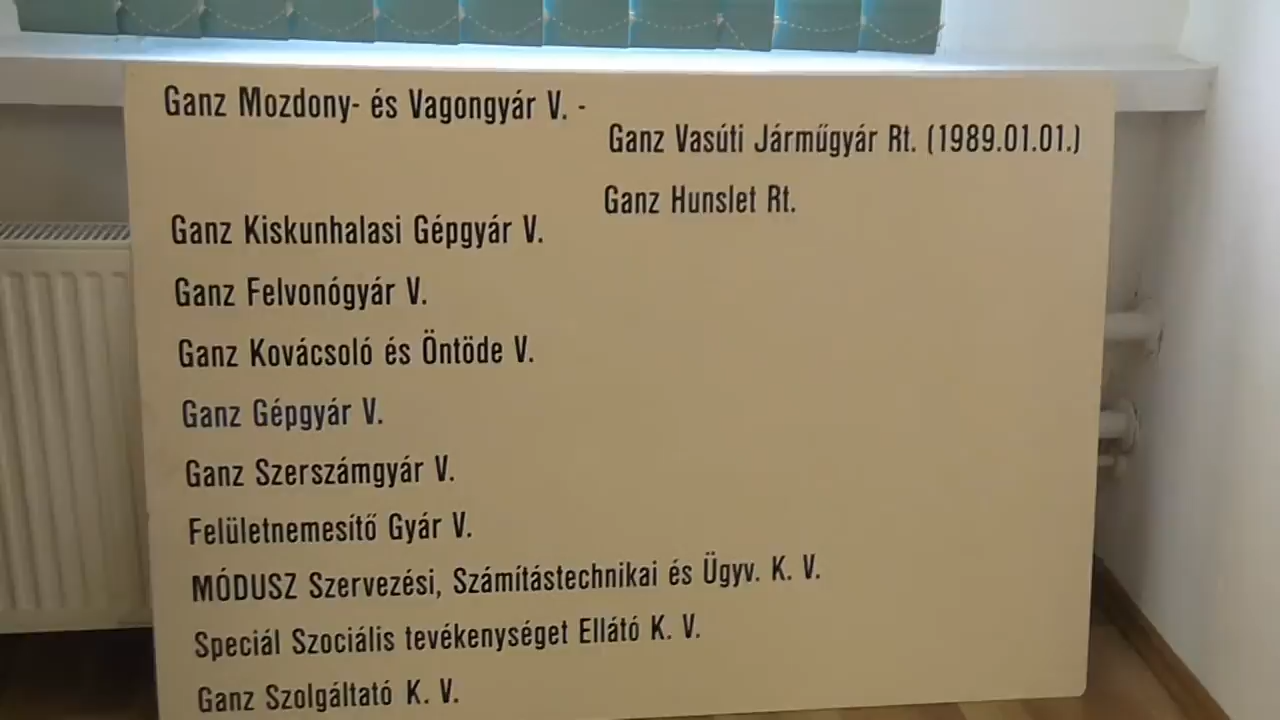 Ganz Mozdony- és Vagongyár V. -
Ganz Vasúti Járműgyár Rt. (1989.01.01.)
Ganz Hunslet Rt.
Ganz Kiskunhalasi Gépgyár V.
Ganz Felvonógyár V.
Ganz Kovácsoló és Öntöde V.
Ganz Gépgyár V.
Ganz Szerszámgyár V.
Felületnemesítő Gyár V.
MÓDUSZ Szervezési, Számítástechnikai és Ügyv. K. V.
Speciál Szociális tevékenységet Ellátó K. V.
Ganz Szolgáltató K. V.